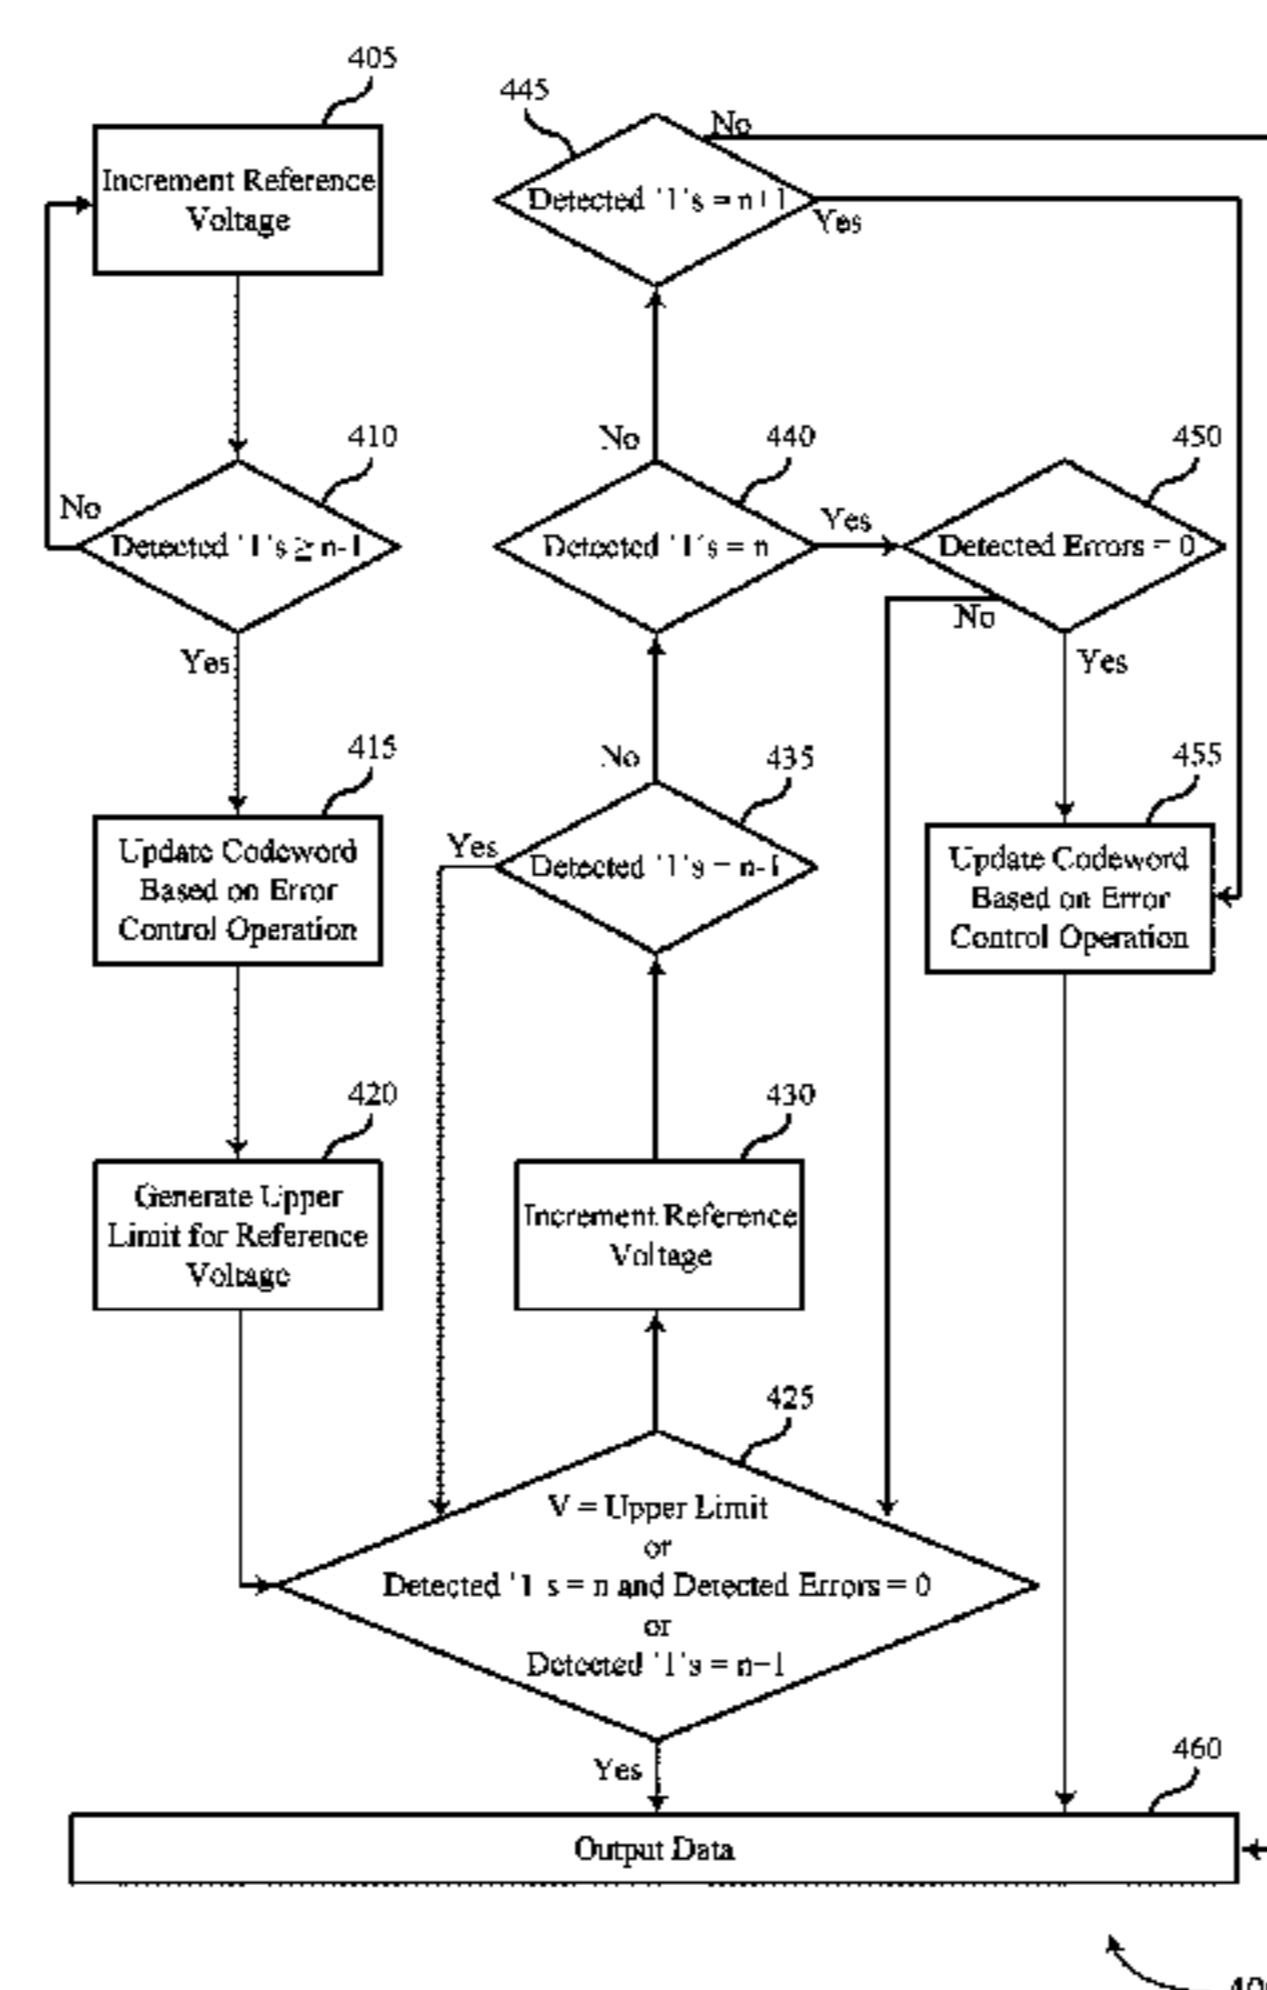 405
Increment Reference
Voltage
No
410
Detected '1's ≥ n-1
Yes
415
Update Codeword
Based on Error
Control Operation
420
Generate Upper
Limit for Reference
Voltage
445
No
Detected '1's = n+1
Yes
No
440
Detected '1's = n
Yes
450
Detected Errors = 0
No
Yes
No
435
Yes
Detected '1's = n-1
455
Update Codeword
Based on Error
Control Operation
430
Increment Reference
Voltage
425
V = Upper Limit
or
Detected '1 s = n and Detected Errors = 0
or
Detected '1's = n−1
Yes
460
Output Data